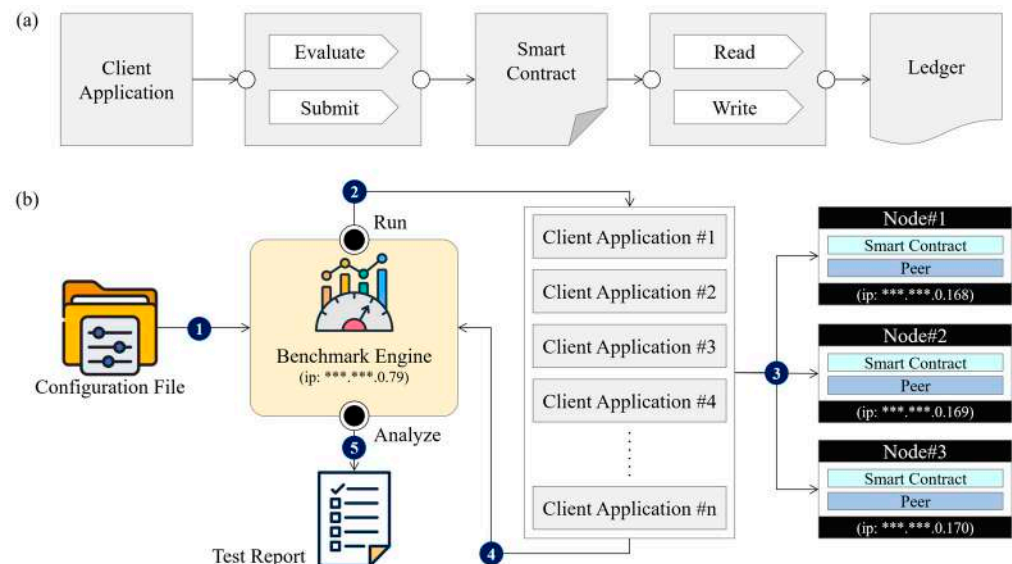 (a)
Client
Application
Evaluate
Submit
Smart
Contract
Read
Write
Ledger
(b)
2
Run
1
Configuration File
Benchmark Engine
(ip: ***.***.0.79)
Analyze
5
Test Report
4
Client Application #1
Client Application #2
Client Application #3
Client Application #4
Client Application #n
3
Node#1
Smart Contract
Peer
(ip: ***.***.0.168)
Node#2
Smart Contract
Peer
(ip: ***.***.0.169)
Node#3
Smart Contract
Peer
(ip: ***.***.0.170)